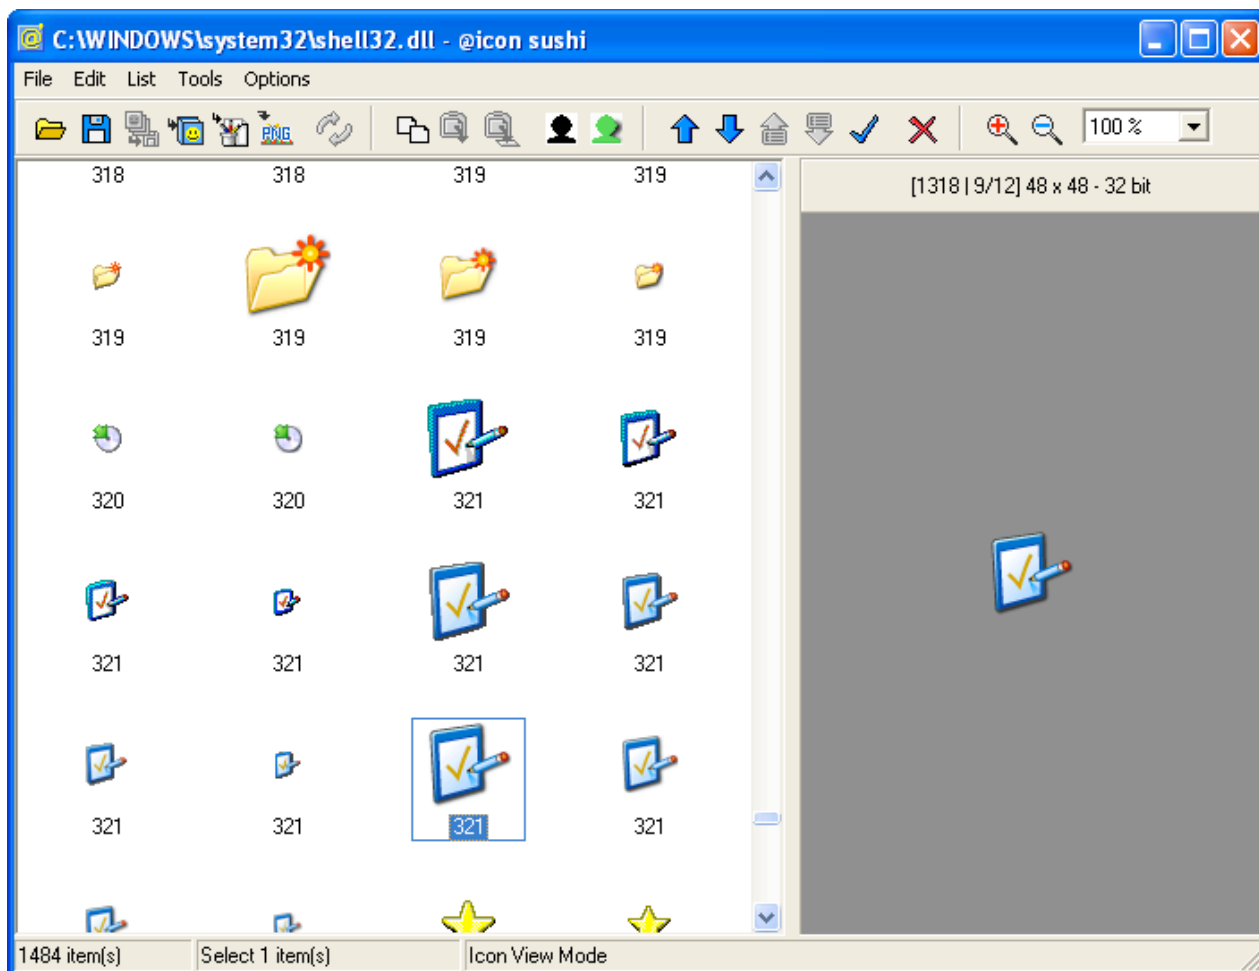 C:\WINDOWS\system32\shell32.dll - @icon sushi
File Edit List Tools Options
PNG 100 %
318 318 319 319
[1318 | 9/12] 48 x 48 - 32 bit
319 319 319 319
320 320 321 321
321 321 321 321
321 321 321 321
1484 item(s) Select 1 item(s) Icon View Mode